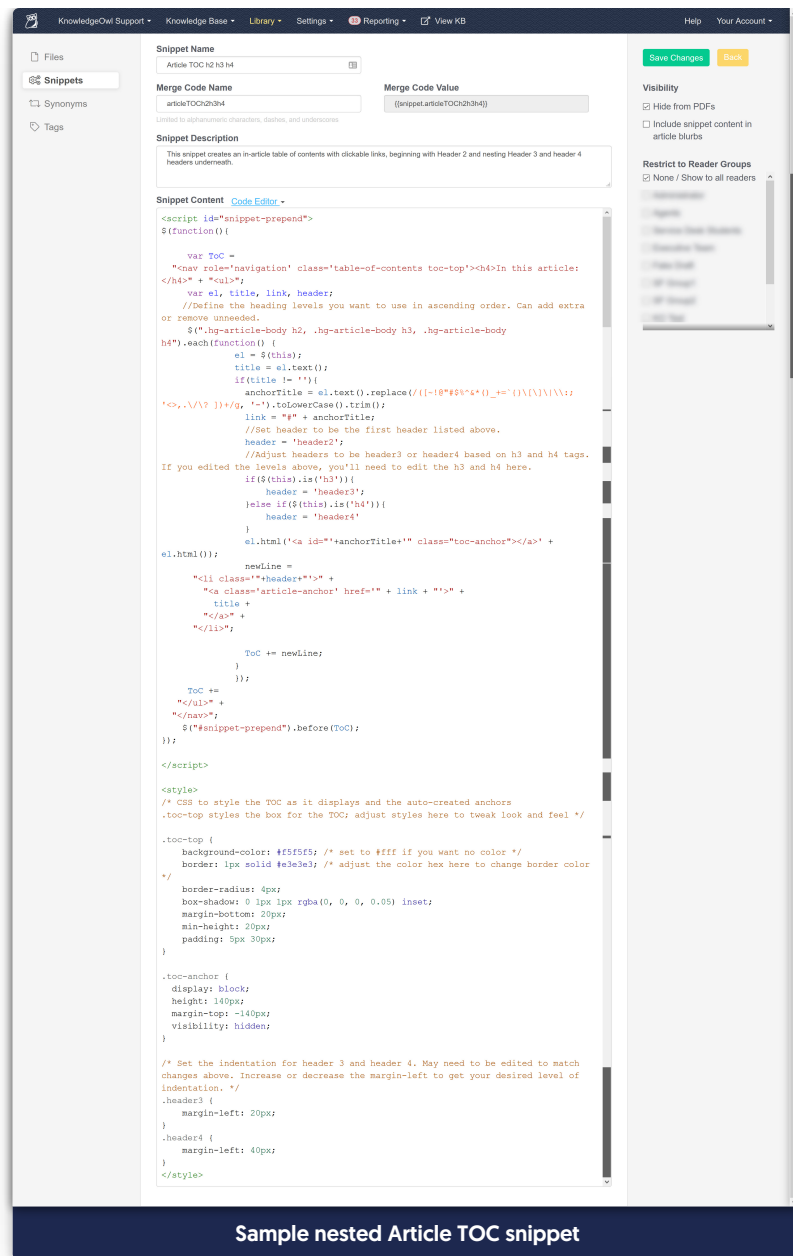 KnowledgeOwl Support Knowledge Base Library Settings 33 Reporting View KB Help Your Account
Files
Snippets
Synonyms
Tags
Snippet Name
Article TOC h2 h3 h4
Merge Code Name
Merge Code Value
articleTOCh2h3h4
{{snippet.articleTOCh2h3h4}}
Limited to alphanumeric characters, dashes, and underscores
Snippet Description
This snippet creates an in-article table of contents with clickable links, beginning with Header 2 and nesting Header 3 and header 4
headers underneath.
Snippet Content Code Editor
<script id="snippet-prepend">
$(function(){
var ToC =
"<nav role='navigation' class='table-of-contents toc-top'><h4>In this article:
</h4>" + "<ul>";
var el, title, link, header;
//Define the heading levels you want to use in ascending order. Can add extra
or remove unneeded.
$(".hg-article-body h2, .hg-article-body h3, .hg-article-body
h4").each(function() {
el = $(this);
title = el.text();
if(title != ''){
anchorTitle = el.text().replace(/([~!@"#$%^&*()_+=`{}\[\]\|\\:;
'<>,.\/\? ])+/g, '-').toLowerCase().trim();
link = "#" + anchorTitle;
//Set header to be the first header listed above.
header = 'header2';
//Adjust headers to be header3 or header4 based on h3 and h4 tags.
If you edited the levels above, you'll need to edit the h3 and h4 here.
if($(this).is('h3')){
header = 'header3';
}else if($(this).is('h4')){
header = 'header4'
}
el.html('<a id="'+anchorTitle+'" class="toc-anchor"></a>' +
el.html());
newLine =
"<li class='"+header+"'>" +
"<a class='article-anchor' href='" + link + "'>" +
title +
"</a>" +
"</li>";
ToC += newLine;
}
});
ToC +=
"</ul>" +
"</nav>";
$("#snippet-prepend").before(ToC);
});
</script>
<style>
/* CSS to style the TOC as it displays and the auto-created anchors
.toc-top styles the box for the TOC; adjust styles here to tweak look and feel */
.toc-top {
background-color: #f5f5f5; /* set to #fff if you want no color */
border: 1px solid #e3e3e3; /* adjust the color hex here to change border color
*/
border-radius: 4px;
box-shadow: 0 1px 1px rgba(0, 0, 0, 0.05) inset;
margin-bottom: 20px;
min-height: 20px;
padding: 5px 30px;
}
.toc-anchor {
display: block;
height: 140px;
margin-top: -140px;
visibility: hidden;
}
/* Set the indentation for header 3 and header 4. May need to be edited to match
changes above. Increase or decrease the margin-left to get your desired level of
indentation. */
.header3 {
margin-left: 20px;
}
.header4 {
margin-left: 40px;
}
</style>
Save Changes Back
Visibility
Hide from PDFs
Include snippet content in
article blurbs
Restrict to Reader Groups
None / Show to all readers
Sample nested Article TOC snippet